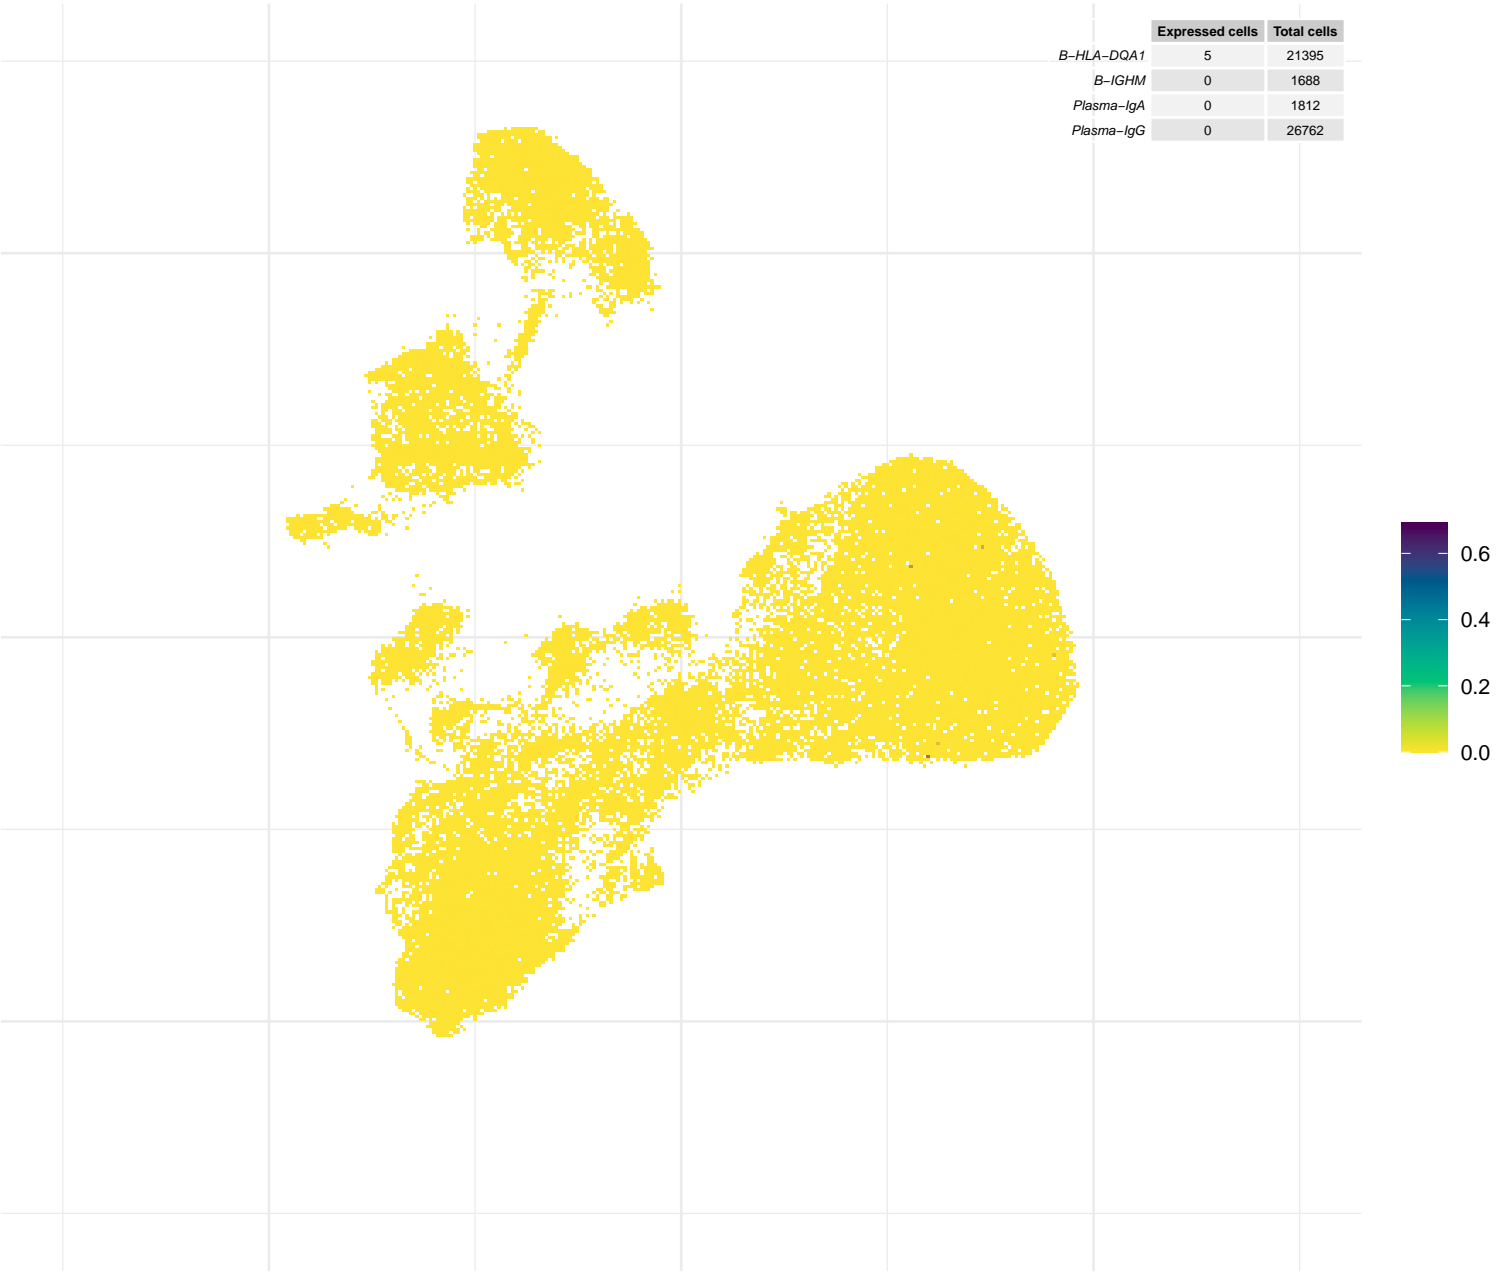 Expressed cells Total cells
B−HLA−DQA1 5 21395
B−IGHM 0 1688
Plasma−IgA 0 1812
Plasma−IgG 0 26762
0.6
0.4
0.2
0.0